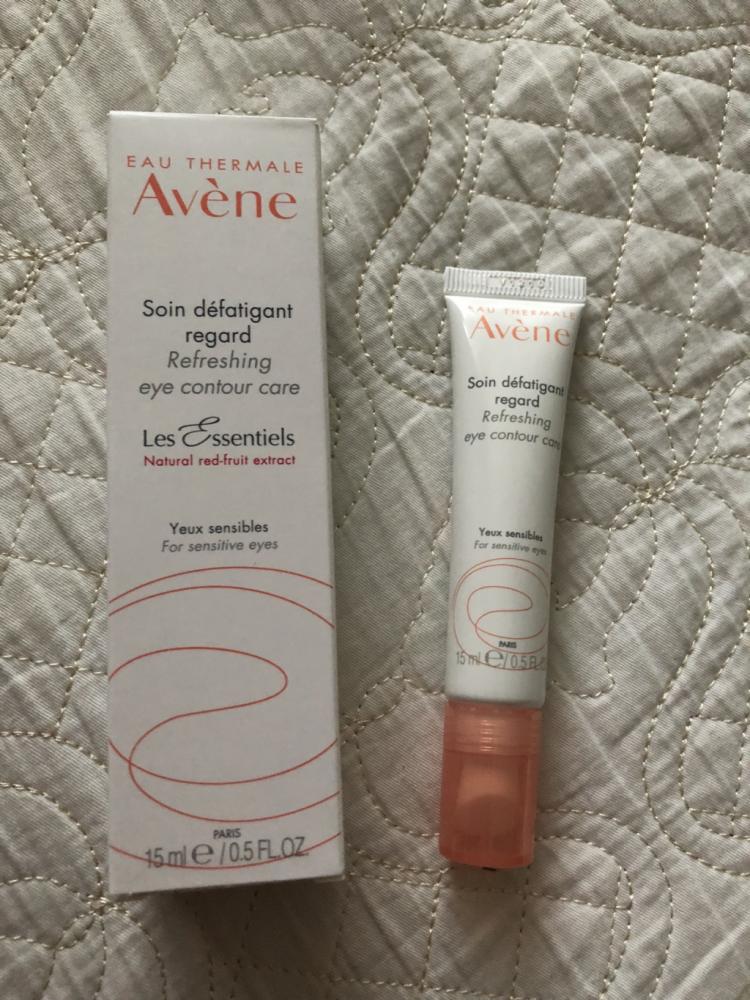 EAU THERMALE
Avène
Soin défatigant
regard
Refreshing
eye contour care
Les Essentiels
Natural red-fruit extract
Yeux sensibles
For sensitive eyes
PARIS
15 ml e / 0.5 FL.OZ.
EAU THERMALE
Avène
Soin défatigant
regard
Refreshing
eye contour care
Yeux sensibles
For sensitive eyes
PARIS
15 ml e / 0.5 FL